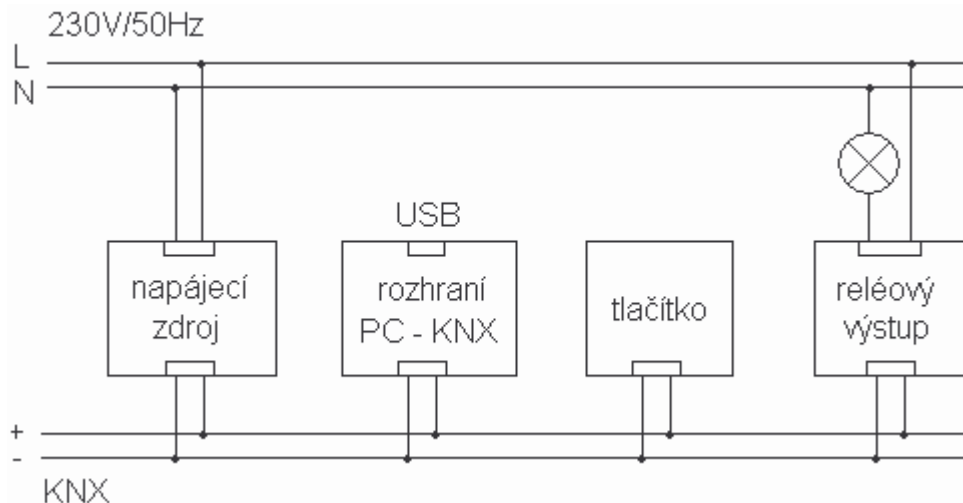 230V/50Hz
L
N
USB
napájecí
zdroj
rozhraní
PC - KNX
tlačítko
reléový
výstup
+
-
KNX